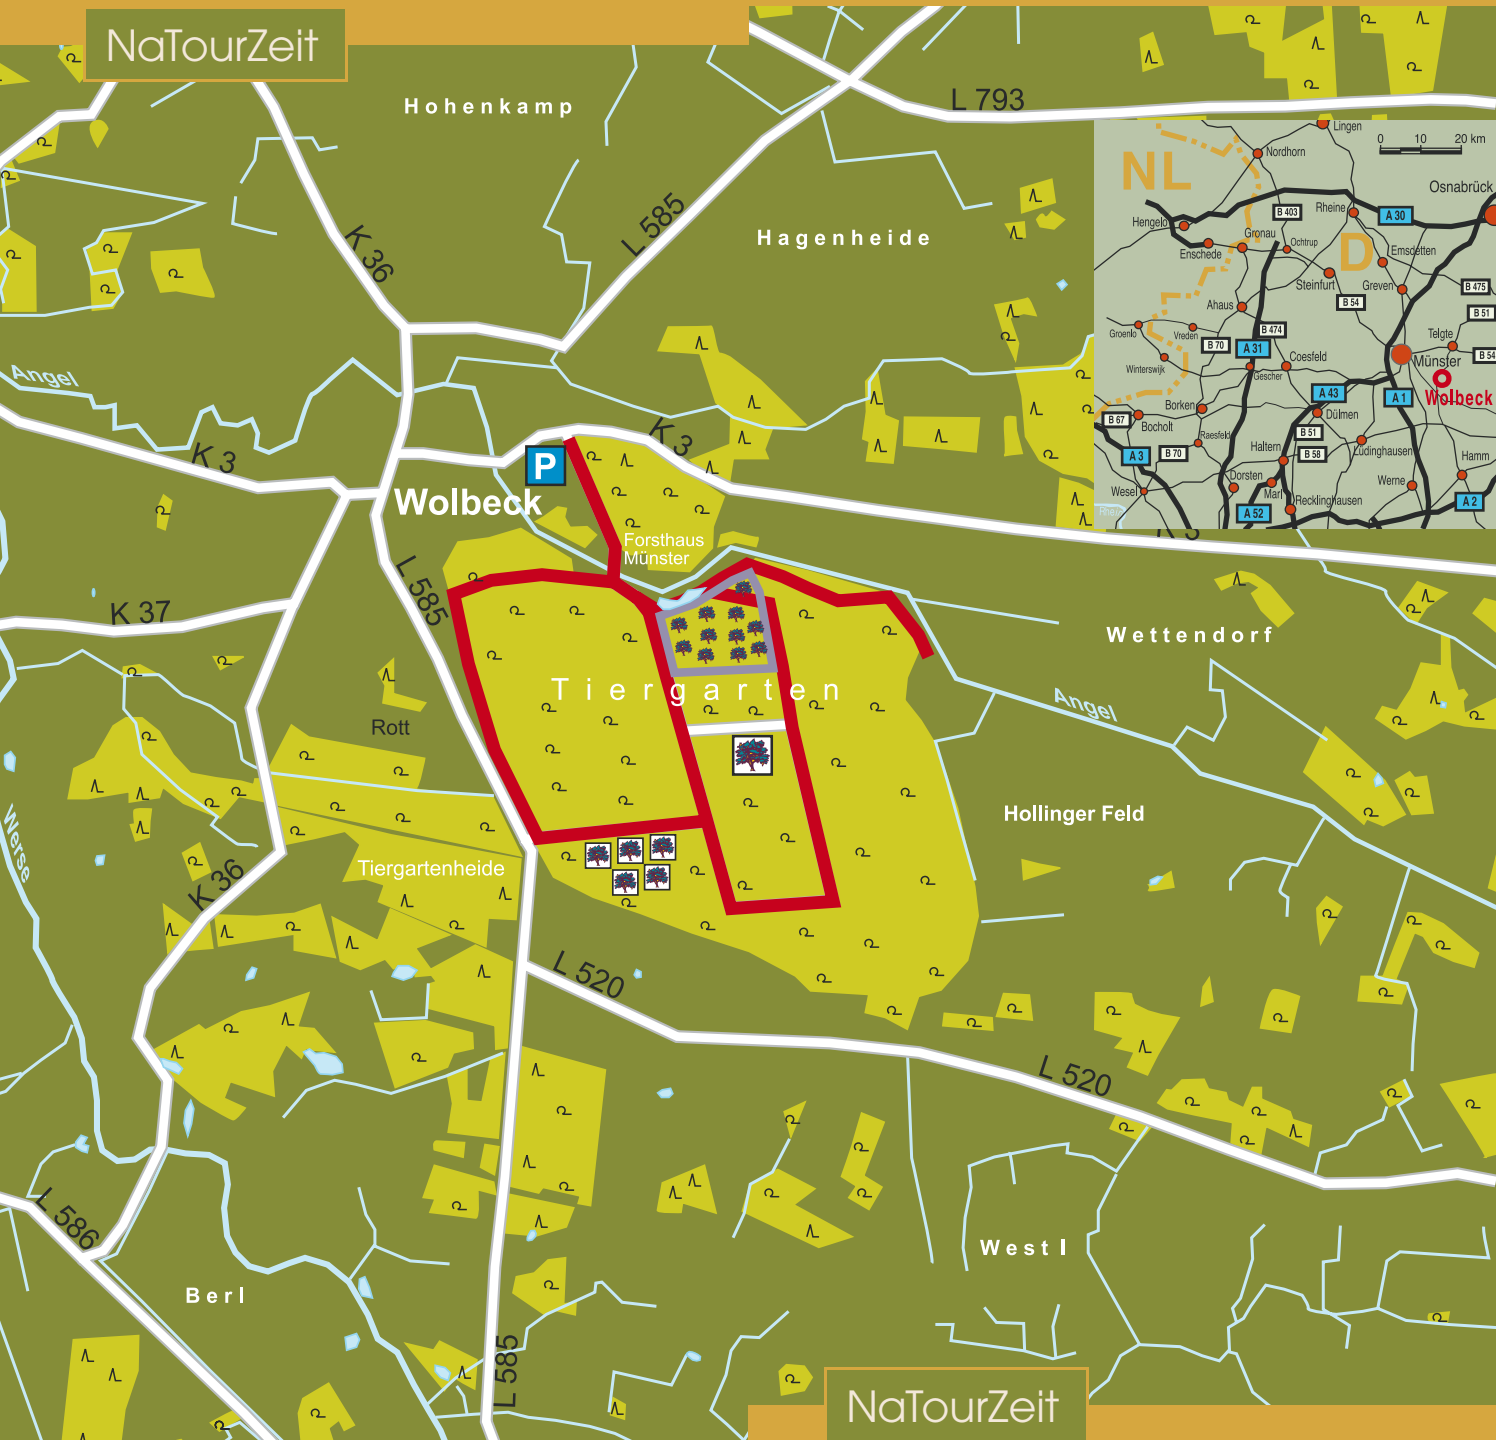 NaTourZeit
Hohenkamp
L 793
K 36
L 585
Hagenheide
Angel
K 3
K 3
P
Wolbeck
Forsthaus
Münster
L 585
K 3
K 37
Wettendorf
Tiergarten
Angel
Rott
Hollinger Feld
Werse
Tiergartenheide
K 36
L 520
L 520
L 586
West I
Berl
L 585
NaTourZeit
NL
D
0 10 20 km
Lingen
Nordhorn
Osnabrück
B 403
Rheine
A 30
Hengelo
Gronau
Ochtrup
Enschede
Emsdetten
Steinfurt
Greven
B 475
B 54
Ahaus
B 51
Groenlo
Vreden
B 474
Telgte
B 70
A 31
B 54
Coesfeld
Münster
Winterswijk
Gescher
A 43
A 1
Wolbeck
Borken
Dülmen
B 67
Bocholt
Raesfeld
B 51
Haltern
B 58
Lüdinghausen
A 3
B 70
Hamm
Dorsten
Werne
Wesel
Marl
Recklinghausen
A 2
A 52